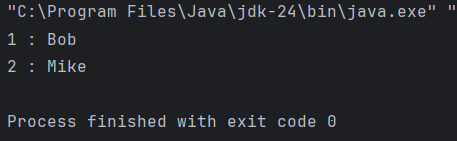 "C:\Program Files\Java\jdk-24\bin\java.exe" "
1 : Bob
2 : Mike
Process finished with exit code 0